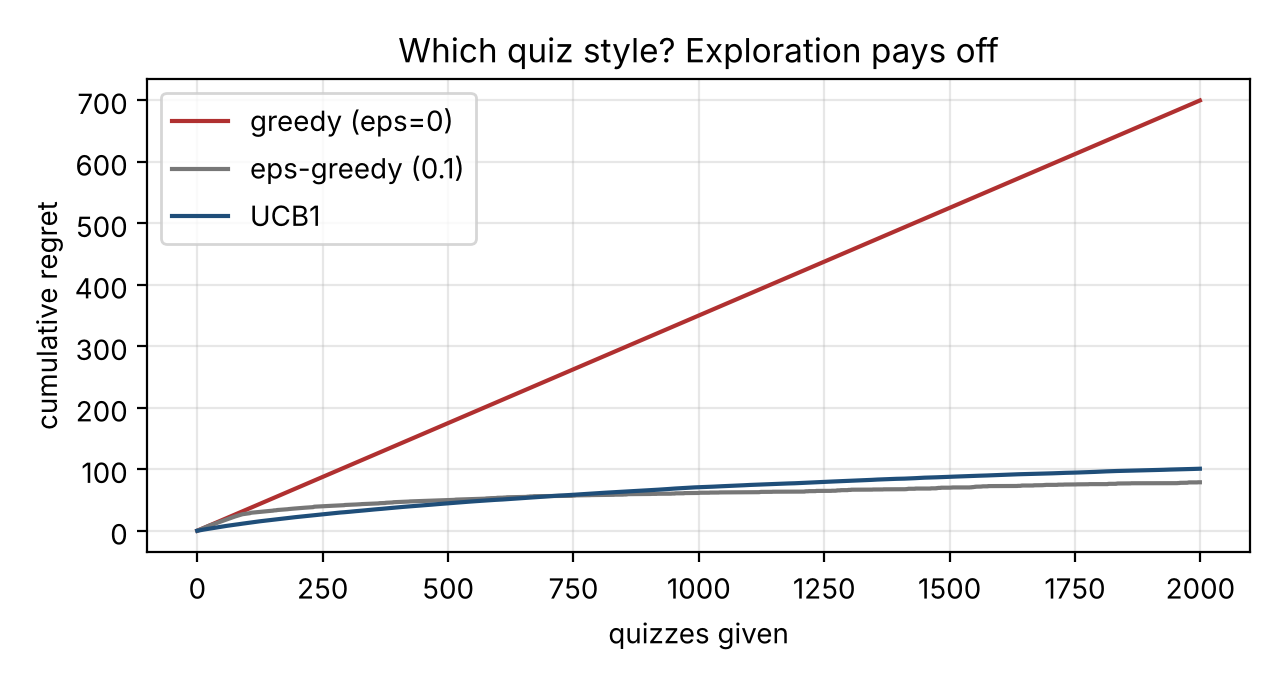 Which quiz style? Exploration pays off
greedy (eps=0)
eps-greedy (0.1)
UCB1
cumulative regret
700
600
500
400
300
200
100
0
0 250 500 750 1000 1250 1500 1750 2000
quizzes given